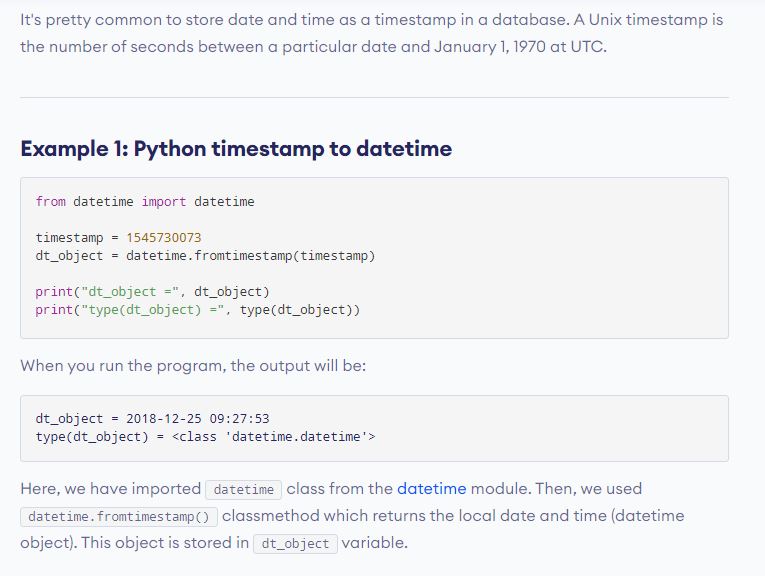 It's pretty common to store date and time as a timestamp in a database. A Unix timestamp is
the number of seconds between a particular date and January 1, 1970 at UTC.
Example 1: Python timestamp to datetime
from datetime import datetime
timestamp = 1545730073
dt_object = datetime.fromtimestamp(timestamp)
print("dt_object =", dt_object)
print("type(dt_object) =", type(dt_object))
When you run the program, the output will be:
dt_object = 2018-12-25 09:27:53
type(dt_object) = <class 'datetime.datetime'>
Here, we have imported datetime class from the datetime module. Then, we used
datetime.fromtimestamp() classmethod which returns the local date and time (datetime
object). This object is stored in dt_object variable.